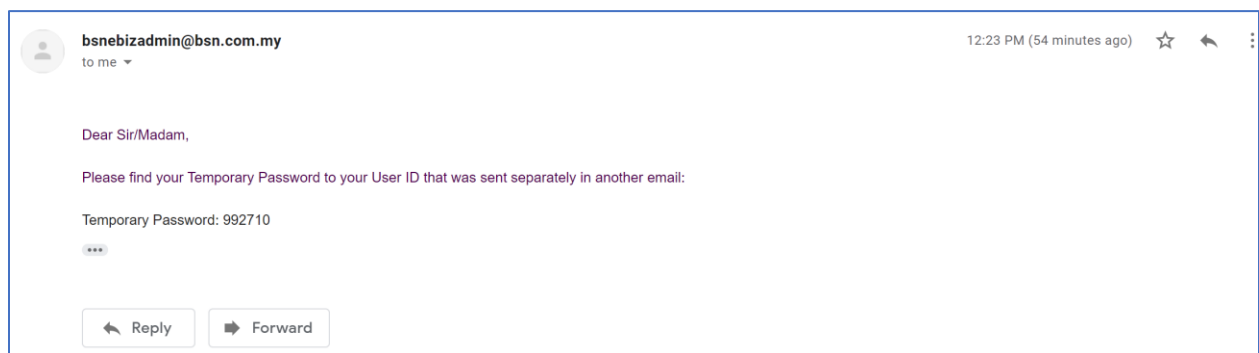 bsnebizadmin@bsn.com.my 12:23 PM (54 minutes ago)
to me
Dear Sir/Madam,
Please find your Temporary Password to your User ID that was sent separately in another email:
Temporary Password: 992710
Reply Forward